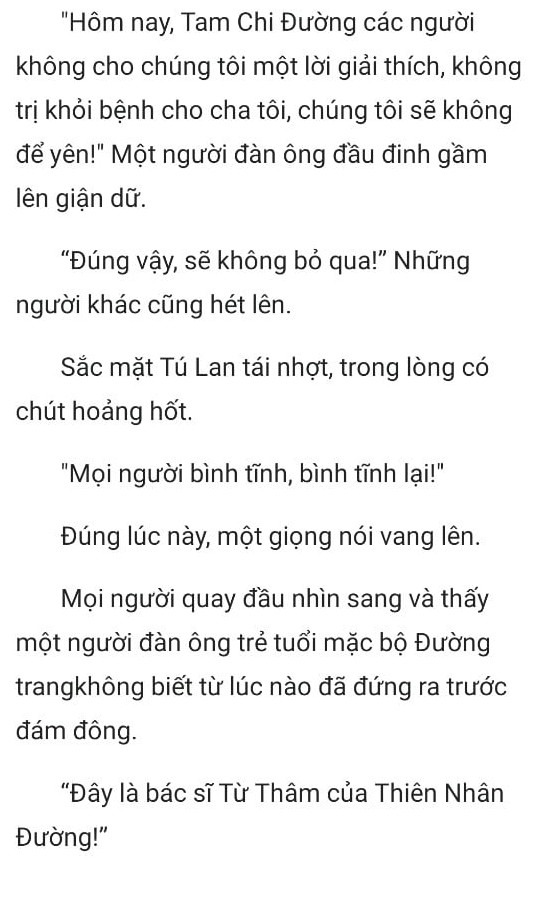 "Hôm nay, Tam Chi Đường các người
không cho chúng tôi một lời giải thích, không
trị khỏi bệnh cho cha tôi, chúng tôi sẽ không
để yên!" Một người đàn ông đầu đinh gầm
lên giận dữ.
“Đúng vậy, sẽ không bỏ qua!” Những
người khác cũng hét lên.
Sắc mặt Tú Lan tái nhợt, trong lòng có
chút hoảng hốt.
"Mọi người bình tĩnh, bình tĩnh lại!"
Đúng lúc này, một giọng nói vang lên.
Mọi người quay đầu nhìn sang và thấy
một người đàn ông trẻ tuổi mặc bộ Đường
trangkhông biết từ lúc nào đã đứng ra trước
đám đông.
“Đây là bác sĩ Từ Thâm của Thiên Nhân
Đường!”